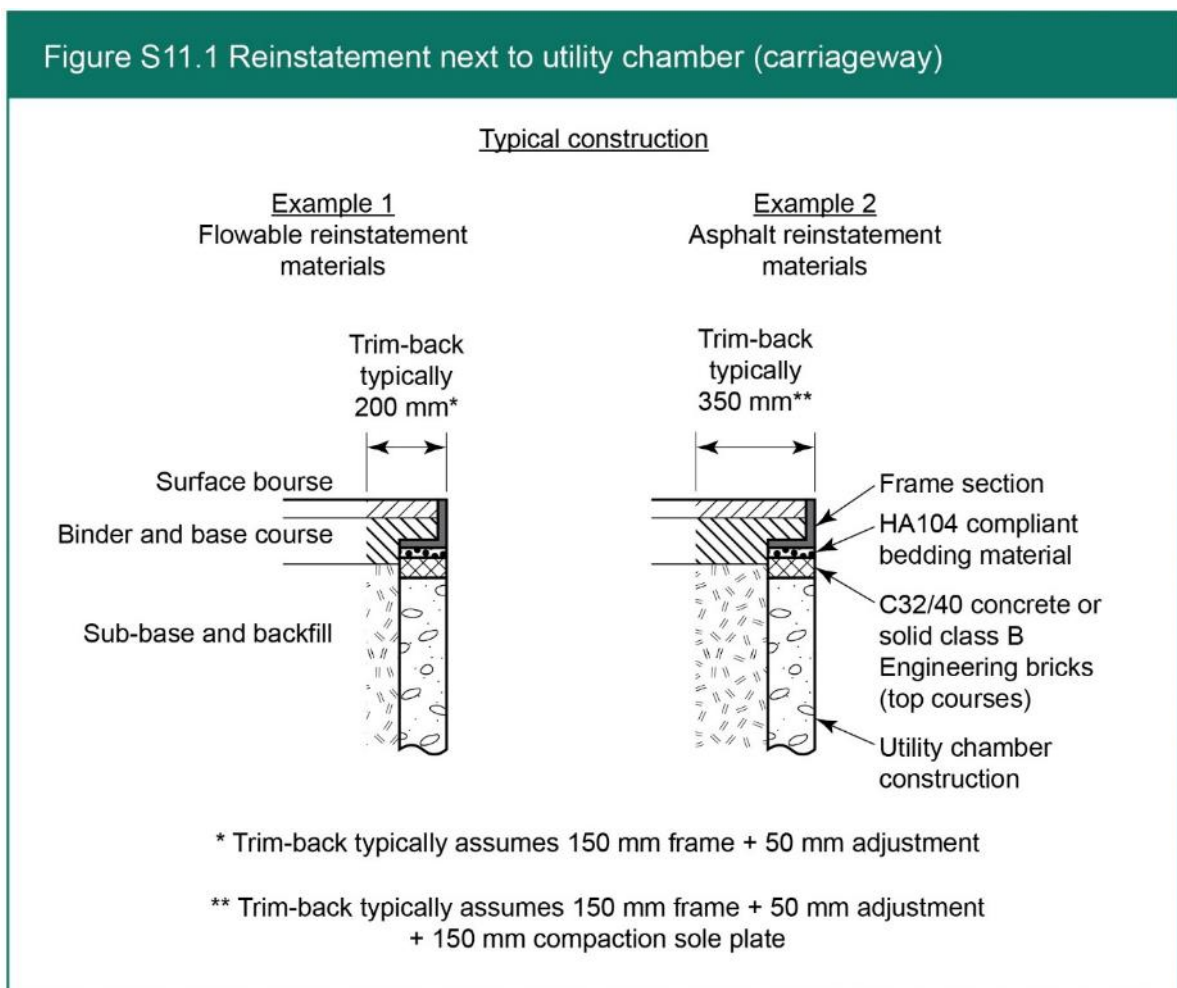 Figure S11.1 Reinstatement next to utility chamber (carriageway)
Typical construction
Example 1
Flowable reinstatement
materials
Example 2
Asphalt reinstatement
materials
Trim-back
typically
200 mm*
Trim-back
typically
350 mm**
Surface bourse
Binder and base course
Sub-base and backfill
Frame section
HA104 compliant
bedding material
C32/40 concrete or
solid class B
Engineering bricks
(top courses)
Utility chamber
construction
* Trim-back typically assumes 150 mm frame + 50 mm adjustment
** Trim-back typically assumes 150 mm frame + 50 mm adjustment
+ 150 mm compaction sole plate